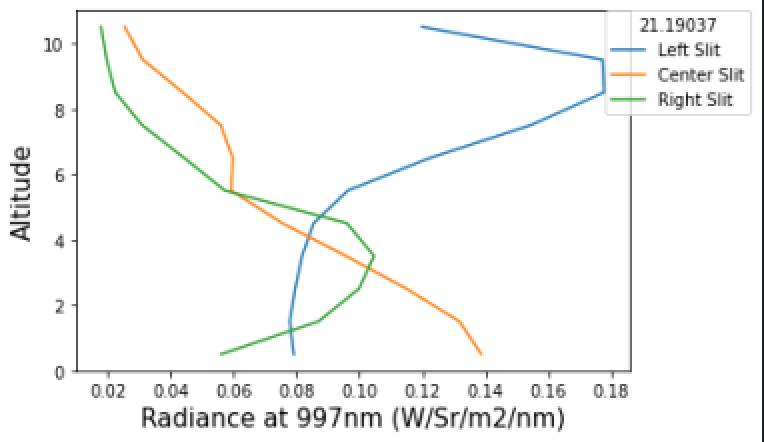 21.19037
Left Slit
Center Slit
Right Slit
Altitude
10
8
6
4
2
0
0.02 0.04 0.06 0.08 0.10 0.12 0.14 0.16 0.18
Radiance at 997nm (W/Sr/m2/nm)